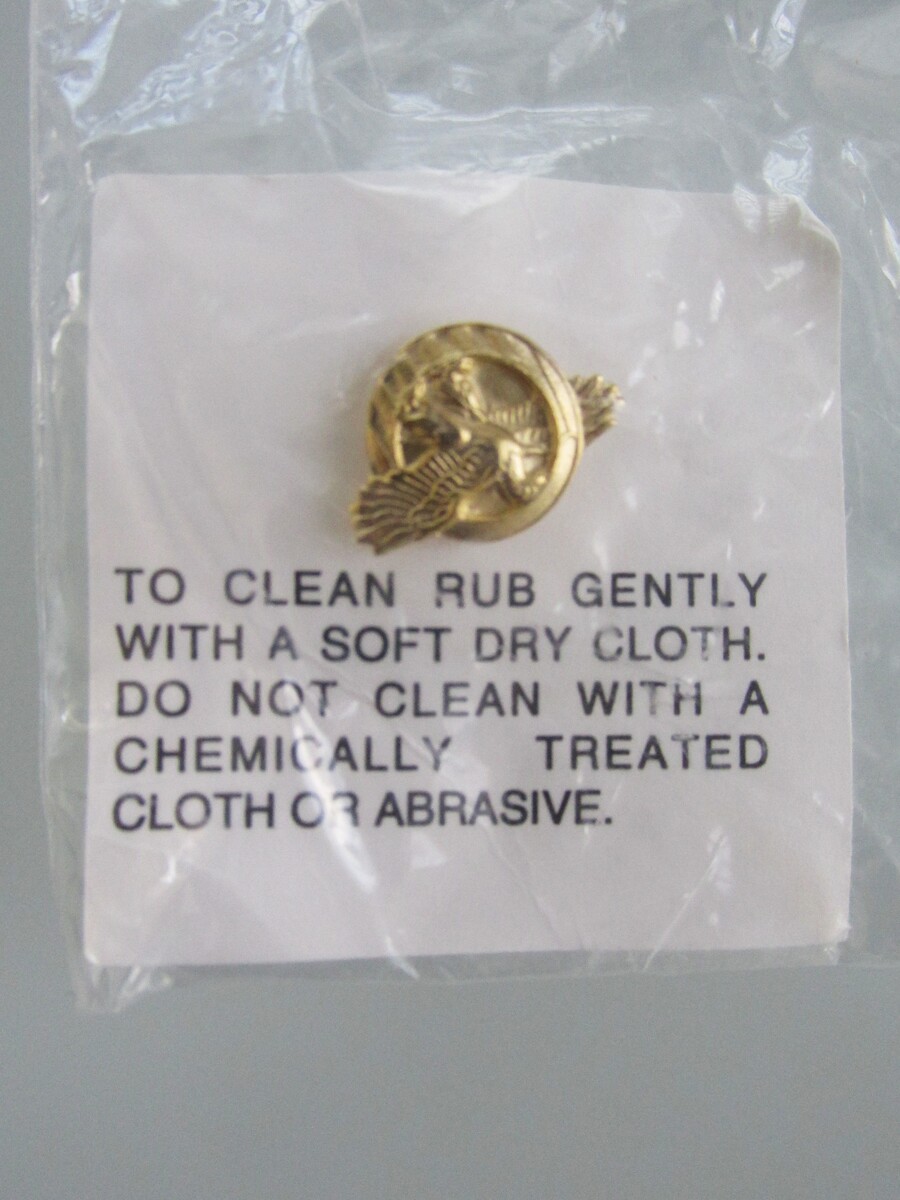 TO CLEAN RUB GENTLY
WITH A SOFT DRY CLOTH.
DO NOT CLEAN WITH A
CHEMICALLY TREATED
CLOTH OR ABRASIVE.